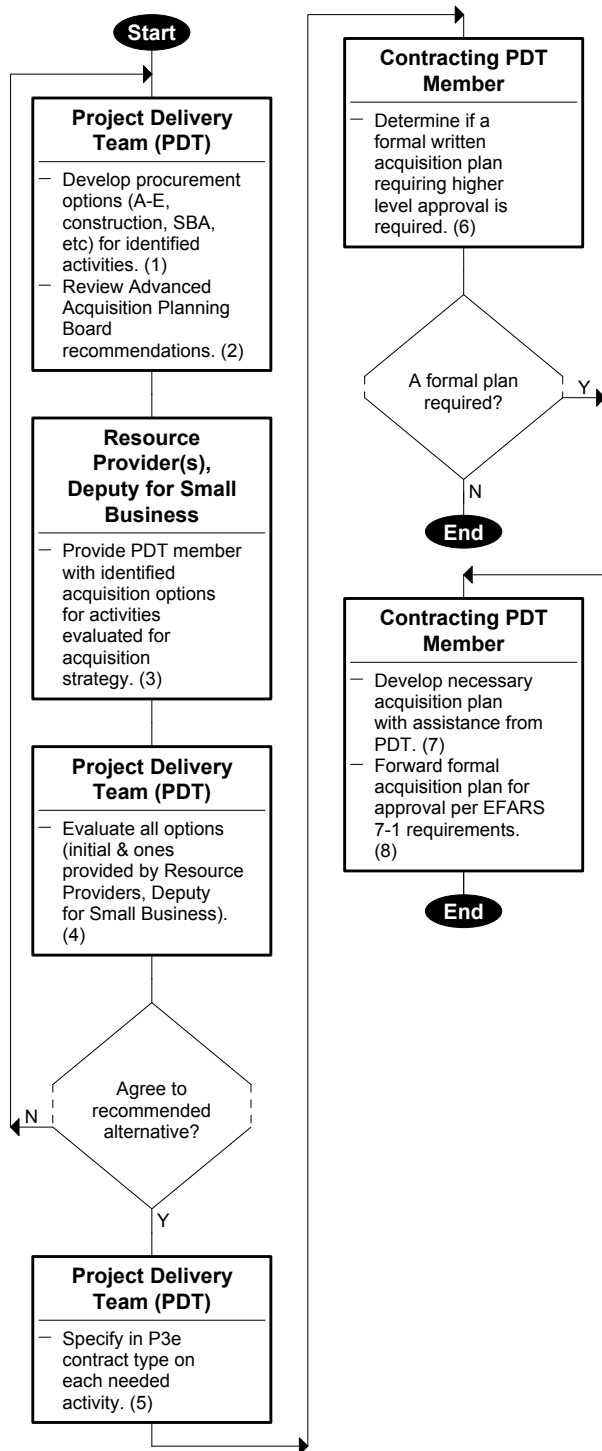 Start
Project Delivery
Team (PDT)
— Develop procurement
options (A-E,
construction, SBA,
etc) for identified
activities. (1)
— Review Advanced
Acquisition Planning
Board
recommendations. (2)
Resource
Provider(s),
Deputy for Small
Business
— Provide PDT member
with identified
acquisition options
for activities
evaluated for
acquisition
strategy. (3)
Project Delivery
Team (PDT)
— Evaluate all options
(initial & ones
provided by Resource
Providers, Deputy
for Small Business).
(4)
Agree to
recommended
alternative?
N
Y
Project Delivery
Team (PDT)
— Specify in P3e
contract type on
each needed
activity. (5)
Contracting PDT
Member
— Determine if a
formal written
acquisition plan
requiring higher
level approval is
required. (6)
A formal plan
required?
Y
N
End
Contracting PDT
Member
— Develop necessary
acquisition plan
with assistance from
PDT. (7)
— Forward formal
acquisition plan for
approval per EFARS
7-1 requirements.
(8)
End